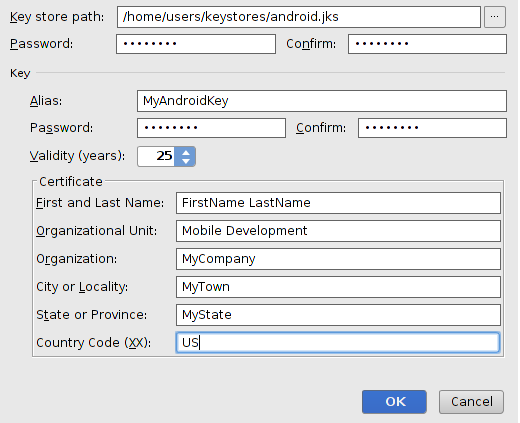 Key store path: /home/users/keystores/android.jks ...
Password: •••••••• Confirm: ••••••••
Key
Alias: MyAndroidKey
Password: •••••••• Confirm: ••••••••
Validity (years): 25
Certificate
First and Last Name: FirstName LastName
Organizational Unit: Mobile Development
Organization: MyCompany
City or Locality: MyTown
State or Province: MyState
Country Code (XX): US
OK Cancel